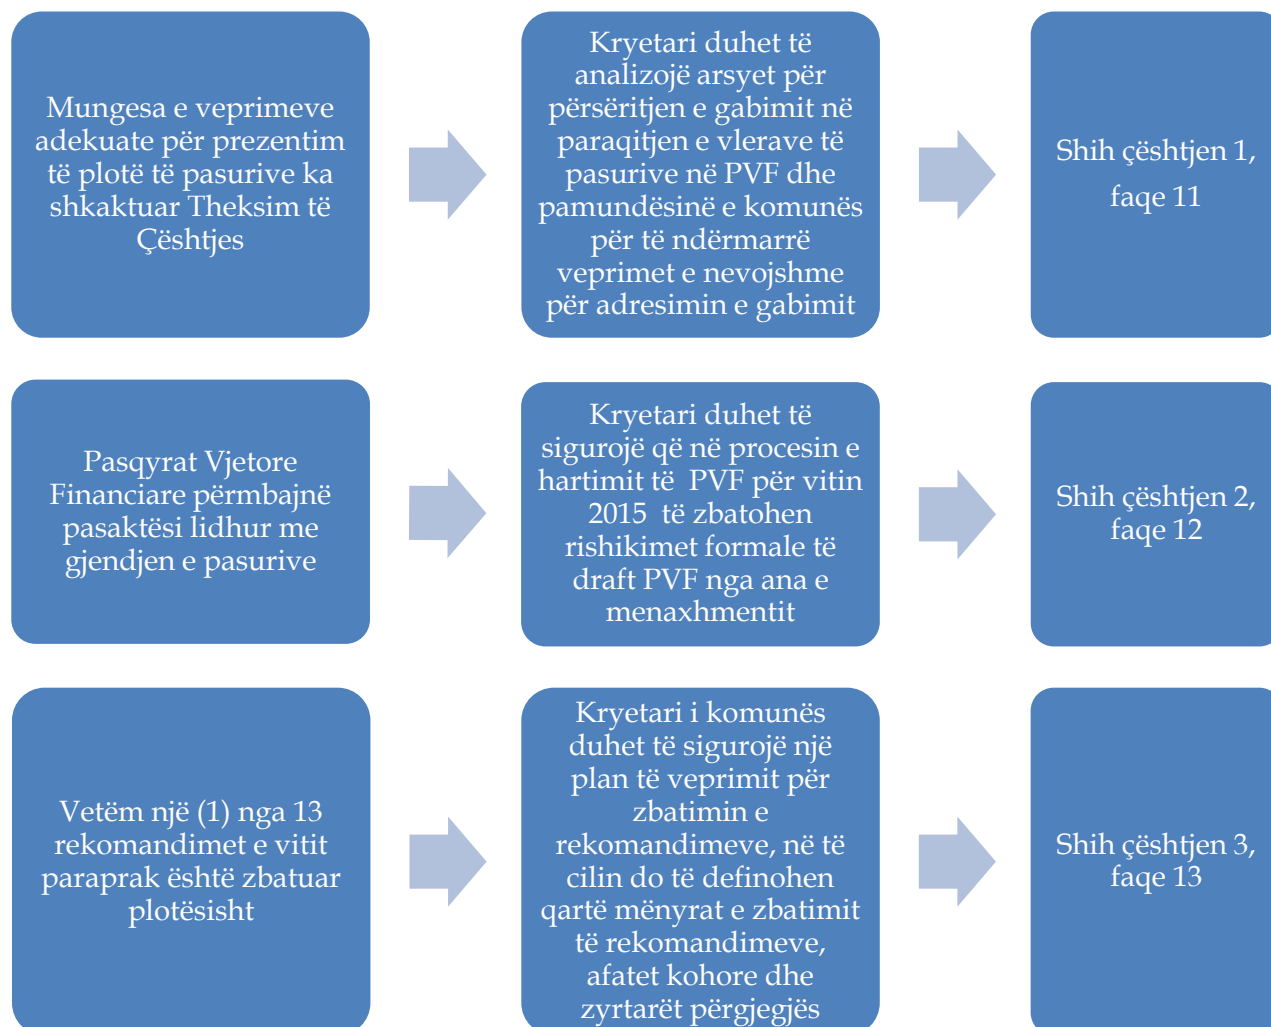 Mungesa e veprimeve
adekuate për prezentim
të plotë të pasurive ka
shkaktuar Theksim të
Çështjes
Kryetari duhet të
analizojë arsyet për
përsëritjen e gabimit në
paraqitjen e vlerave të
pasurive në PVF dhe
pamundësinë e komunës
për të ndërmarrë
veprimet e nevojshme
për adresimin e gabimit
Shih çështjen 1,
faqe 11
Pasqyrat Vjetore
Financiare përmbajnë
pasaktësi lidhur me
gjendjen e pasurive
Kryetari duhet të
sigurojë që në procesin e
hartimit të PVF për vitin
2015 të zbatohen
rishikimet formale të
draft PVF nga ana e
menaxhmentit
Shih çështjen 2,
faqe 12
Vetëm një (1) nga 13
rekomandimet e vitit
paraprak është zbatuar
plotësisht
Kryetari i komunës
duhet të sigurojë një
plan të veprimit për
zbatimin e
rekomandimeve, në të
cilin do të definohen
qartë mënyrat e zbatimit
të rekomandimeve,
afatet kohore dhe
zyrtarët përgjegjës
Shih çështjen 3,
faqe 13